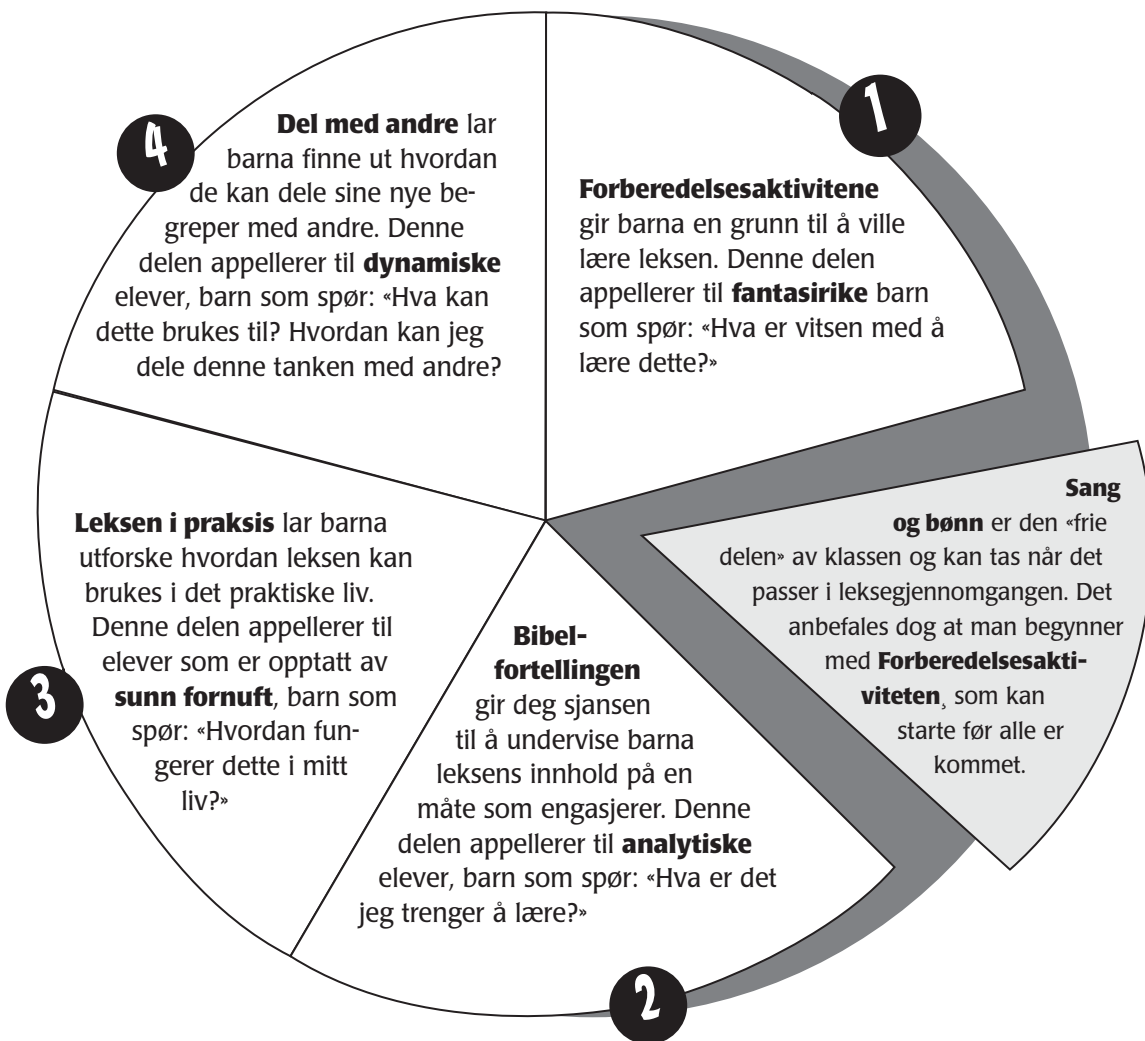 1
Forberedelsesaktivitene
gir barna en grunn til å ville
lære leksen. Denne delen
appellerer til fantasirike barn
som spør: «Hva er vitsen med å
lære dette?»
Sang
og bønn er den «frie
delen» av klassen og kan tas når det
passer i leksegjennomgangen. Det
anbefales dog at man begynner
med Forberedelsesakti-
viteten, som kan
starte før alle er
kommet.
2
Bibel-
fortellingen
gir deg sjansen
til å undervise barna
leksens innhold på en
måte som engasjerer. Denne
delen appellerer til analytiske
elever, barn som spør: «Hva er det
jeg trenger å lære?»
3
Leksen i praksis lar barna
utforske hvordan leksen kan
brukes i det praktiske liv.
Denne delen appellerer til
elever som er opptatt av
sunn fornuft, barn som
spør: «Hvordan fun-
gerer dette i mitt
liv?»
4
Del med andre lar
barna finne ut hvordan
de kan dele sine nye be-
greper med andre. Denne
delen appellerer til dynamiske
elever, barn som spør: «Hva kan
dette brukes til? Hvordan kan jeg
dele denne tanken med andre?